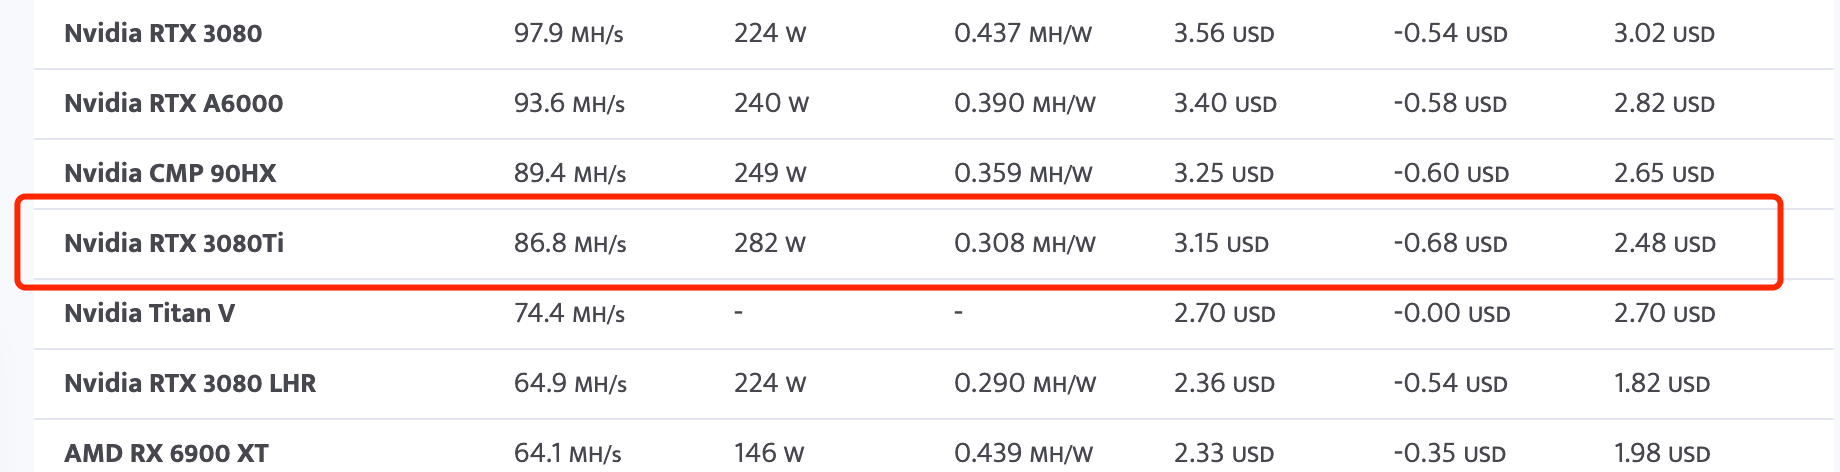 Nvidia RTX 3080 97.9 MH/s 224 W 0.437 MH/W 3.56 USD -0.54 USD 3.02 USD
Nvidia RTX A6000 93.6 MH/s 240 W 0.390 MH/W 3.40 USD -0.58 USD 2.82 USD
Nvidia CMP 90HX 89.4 MH/s 249 W 0.359 MH/W 3.25 USD -0.60 USD 2.65 USD
Nvidia RTX 3080Ti 86.8 MH/s 282 W 0.308 MH/W 3.15 USD -0.68 USD 2.48 USD
Nvidia Titan V 74.4 MH/s - - 2.70 USD -0.00 USD 2.70 USD
Nvidia RTX 3080 LHR 64.9 MH/s 224 W 0.290 MH/W 2.36 USD -0.54 USD 1.82 USD
AMD RX 6900 XT 64.1 MH/s 146 W 0.439 MH/W 2.33 USD -0.35 USD 1.98 USD